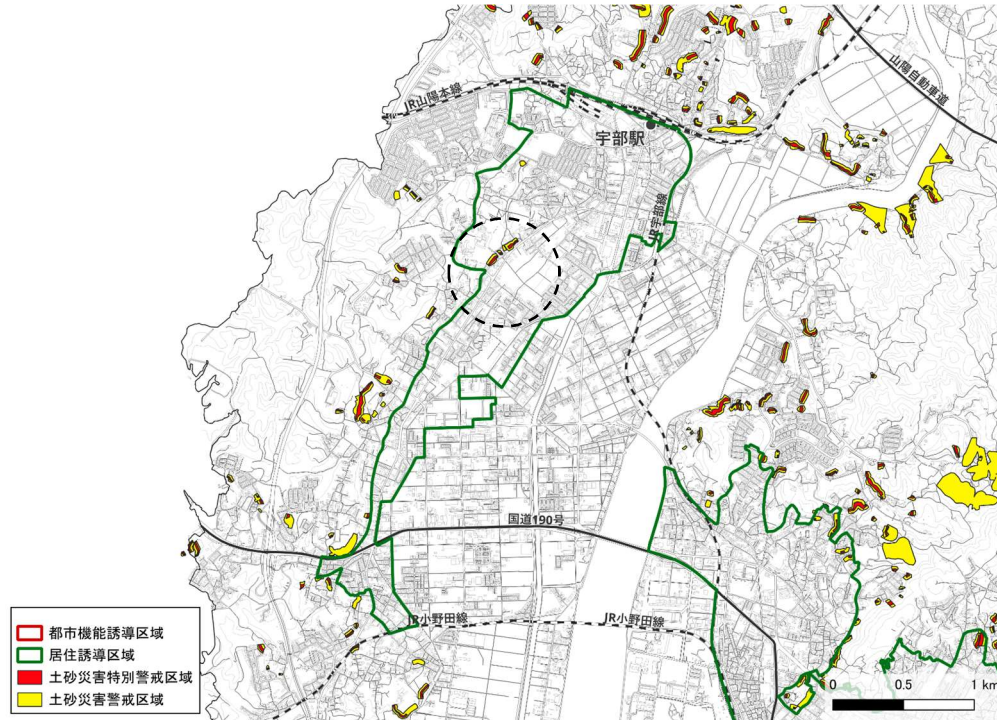 山陽自動車道
JR山陽本線
宇部駅
JR宇部線
国道190号
JR小野田線
JR小野田線
都市機能誘導区域
居住誘導区域
土砂災害特別警戒区域
土砂災害警戒区域
0 0.5 1 km